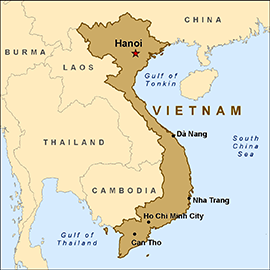 CHINA
Hanoi
BURMA
LAOS
Gulf of
Tonkin
VIETNAM
Dà Nang
THAILAND
South
China
Sea
CAMBODIA
Nha Trang
Ho Chi Minh City
Gulf of
Thailand
Can Tho